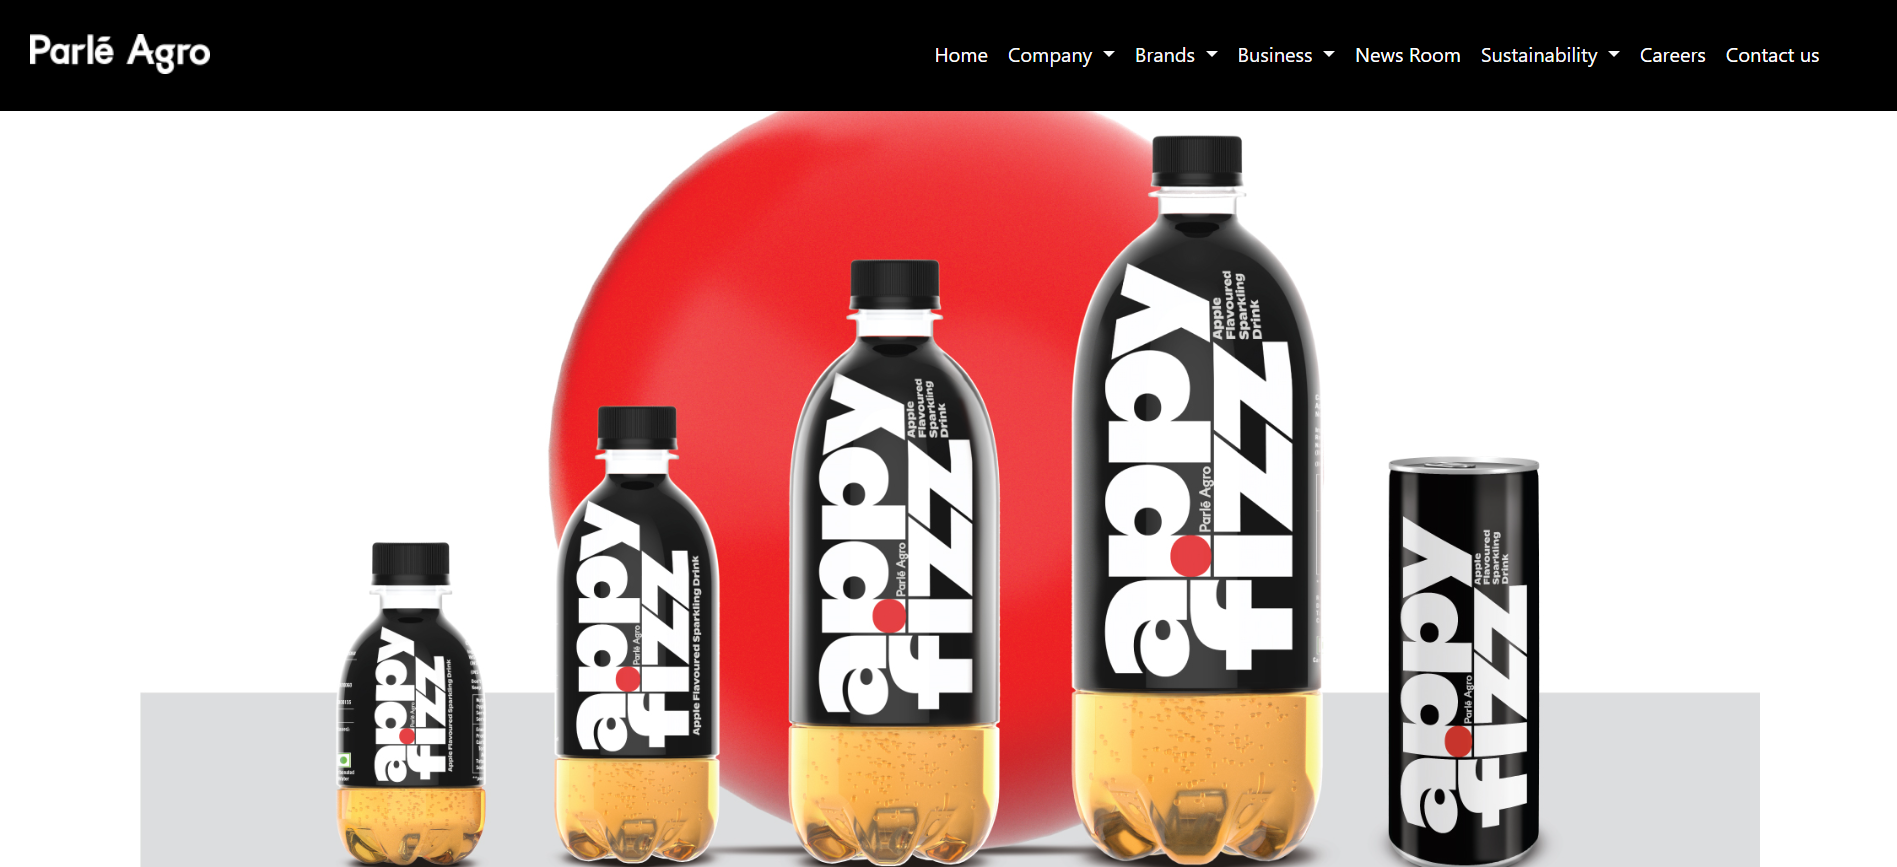 Parlé Agro
Home
Company
Brands
Business
News Room
Sustainability
Careers
Contact us
appy
fizz
Parlé Agro
Apple Flavoured Sparkling Drink
appy
fizz
Parlé Agro
Apple Flavoured Sparkling Drink
appy
fizz
Parlé Agro
Apple
Flavoured
Sparkling
Drink
appy
fizz
Parlé Agro
Apple
Flavoured
Sparkling
Drink
appy
fizz
Parlé Agro
Apple
Flavoured
Sparkling
Drink